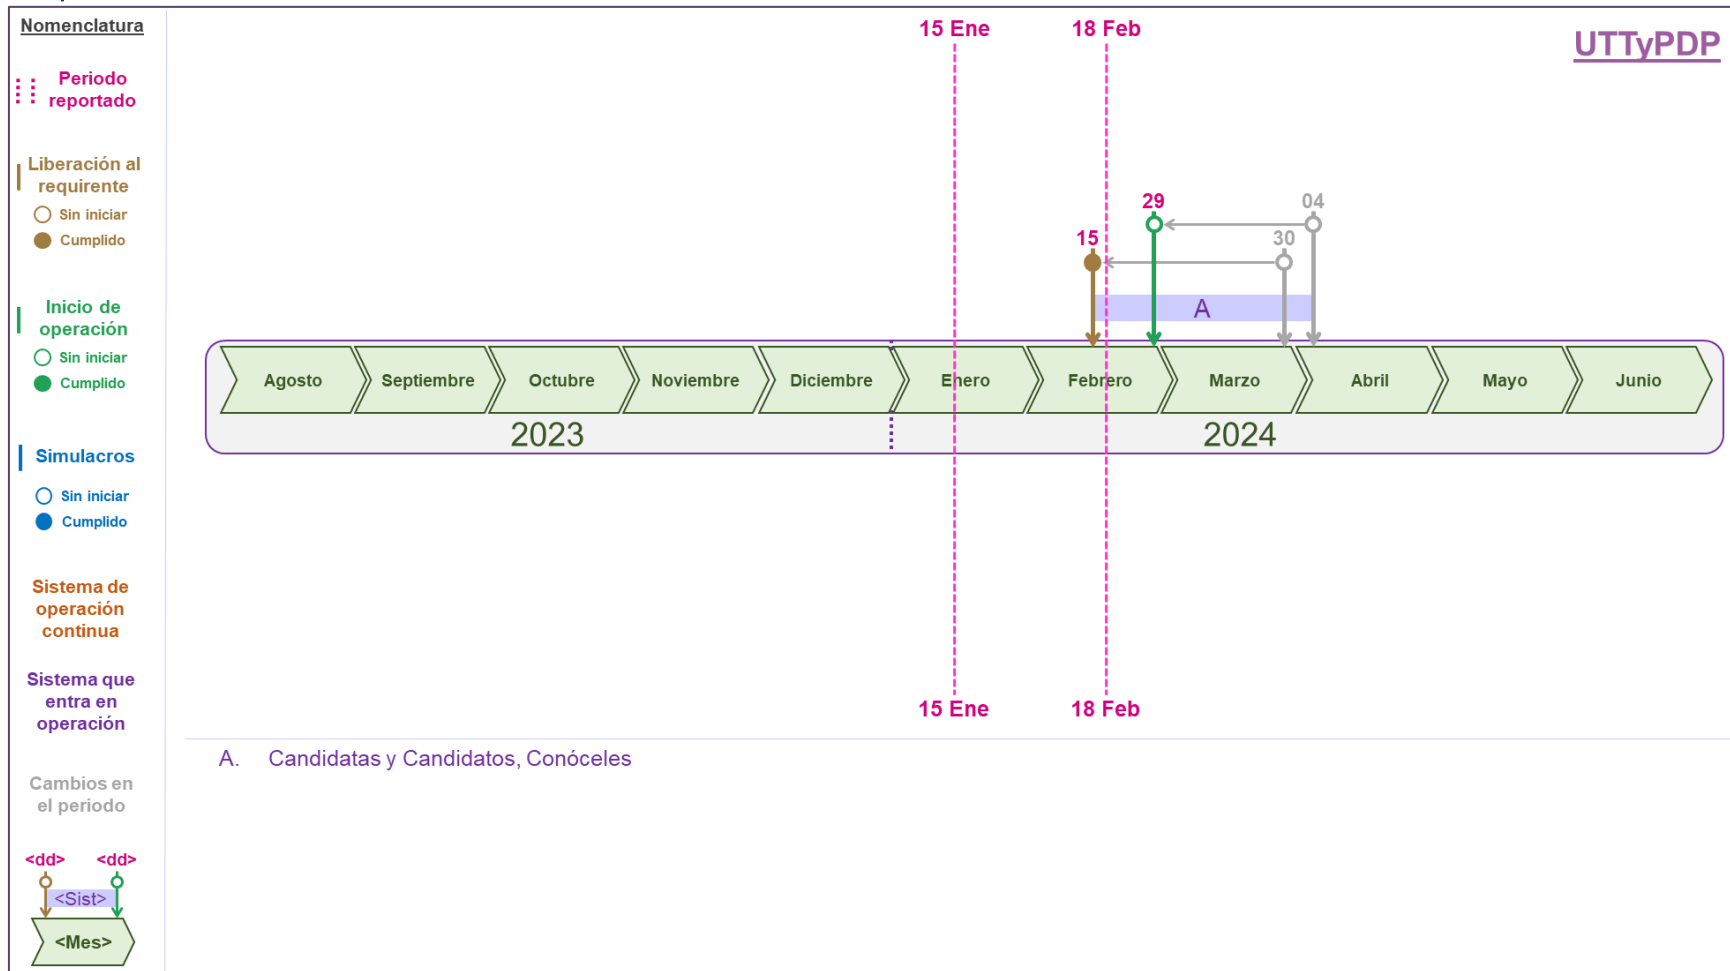 Nomenclatura
Periodo
reportado
Liberación al
requirente
Sin iniciar
Cumplido
Inicio de
operación
Sin iniciar
Cumplido
Simulacros
Sin iniciar
Cumplido
Sistema de
operación
continua
Sistema que
entra en
operación
Cambios en
el periodo
<dd> <dd>
<Sist>
<Mes>
15 Ene 18 Feb
UTTyPDP
29 04
15 30
A
Agosto Septiembre Octubre Noviembre Diciembre Enero Febrero Marzo Abril Mayo Junio
2023 2024
15 Ene 18 Feb
A. Candidatas y Candidatos, Conóceles